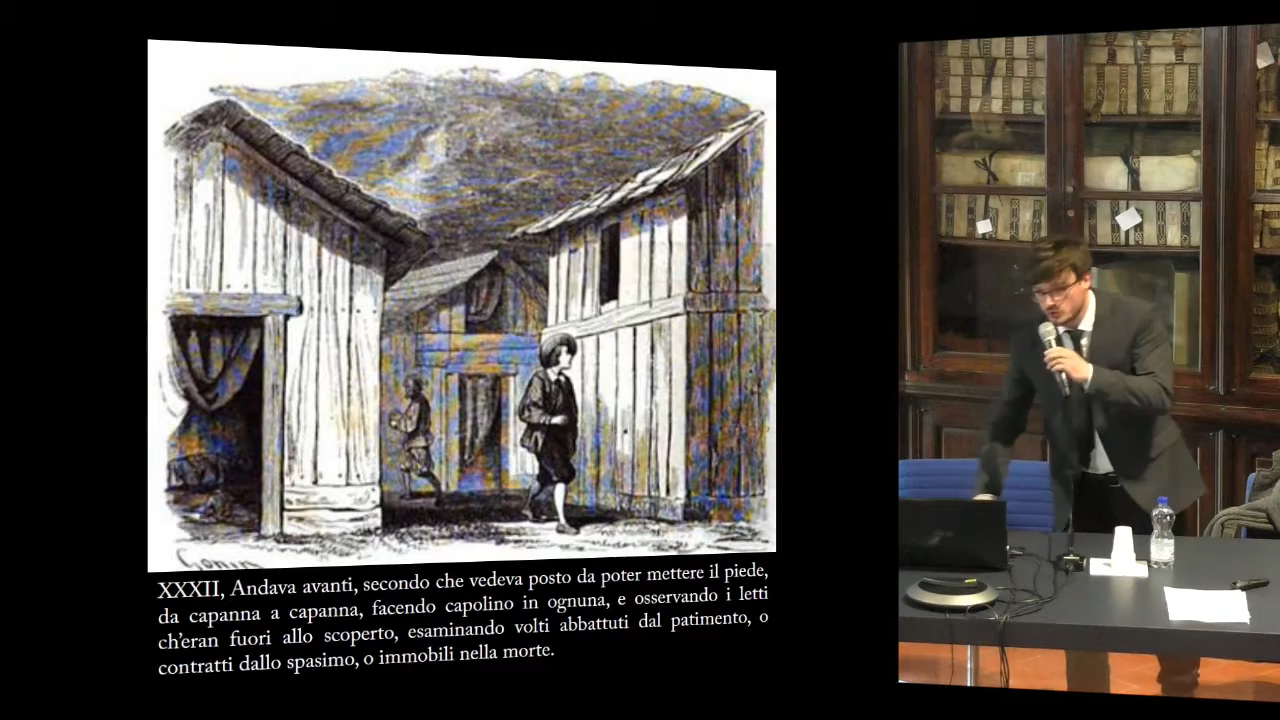 Gonin
XXXII, Andava avanti, secondo che vedeva posto da poter mettere il piede,
da capanna a capanna, facendo capolino in ognuna, e osservando i letti
ch'eran fuori allo scoperto, esaminando volti abbattuti dal patimento, o
contratti dallo spasimo, o immobili nella morte.